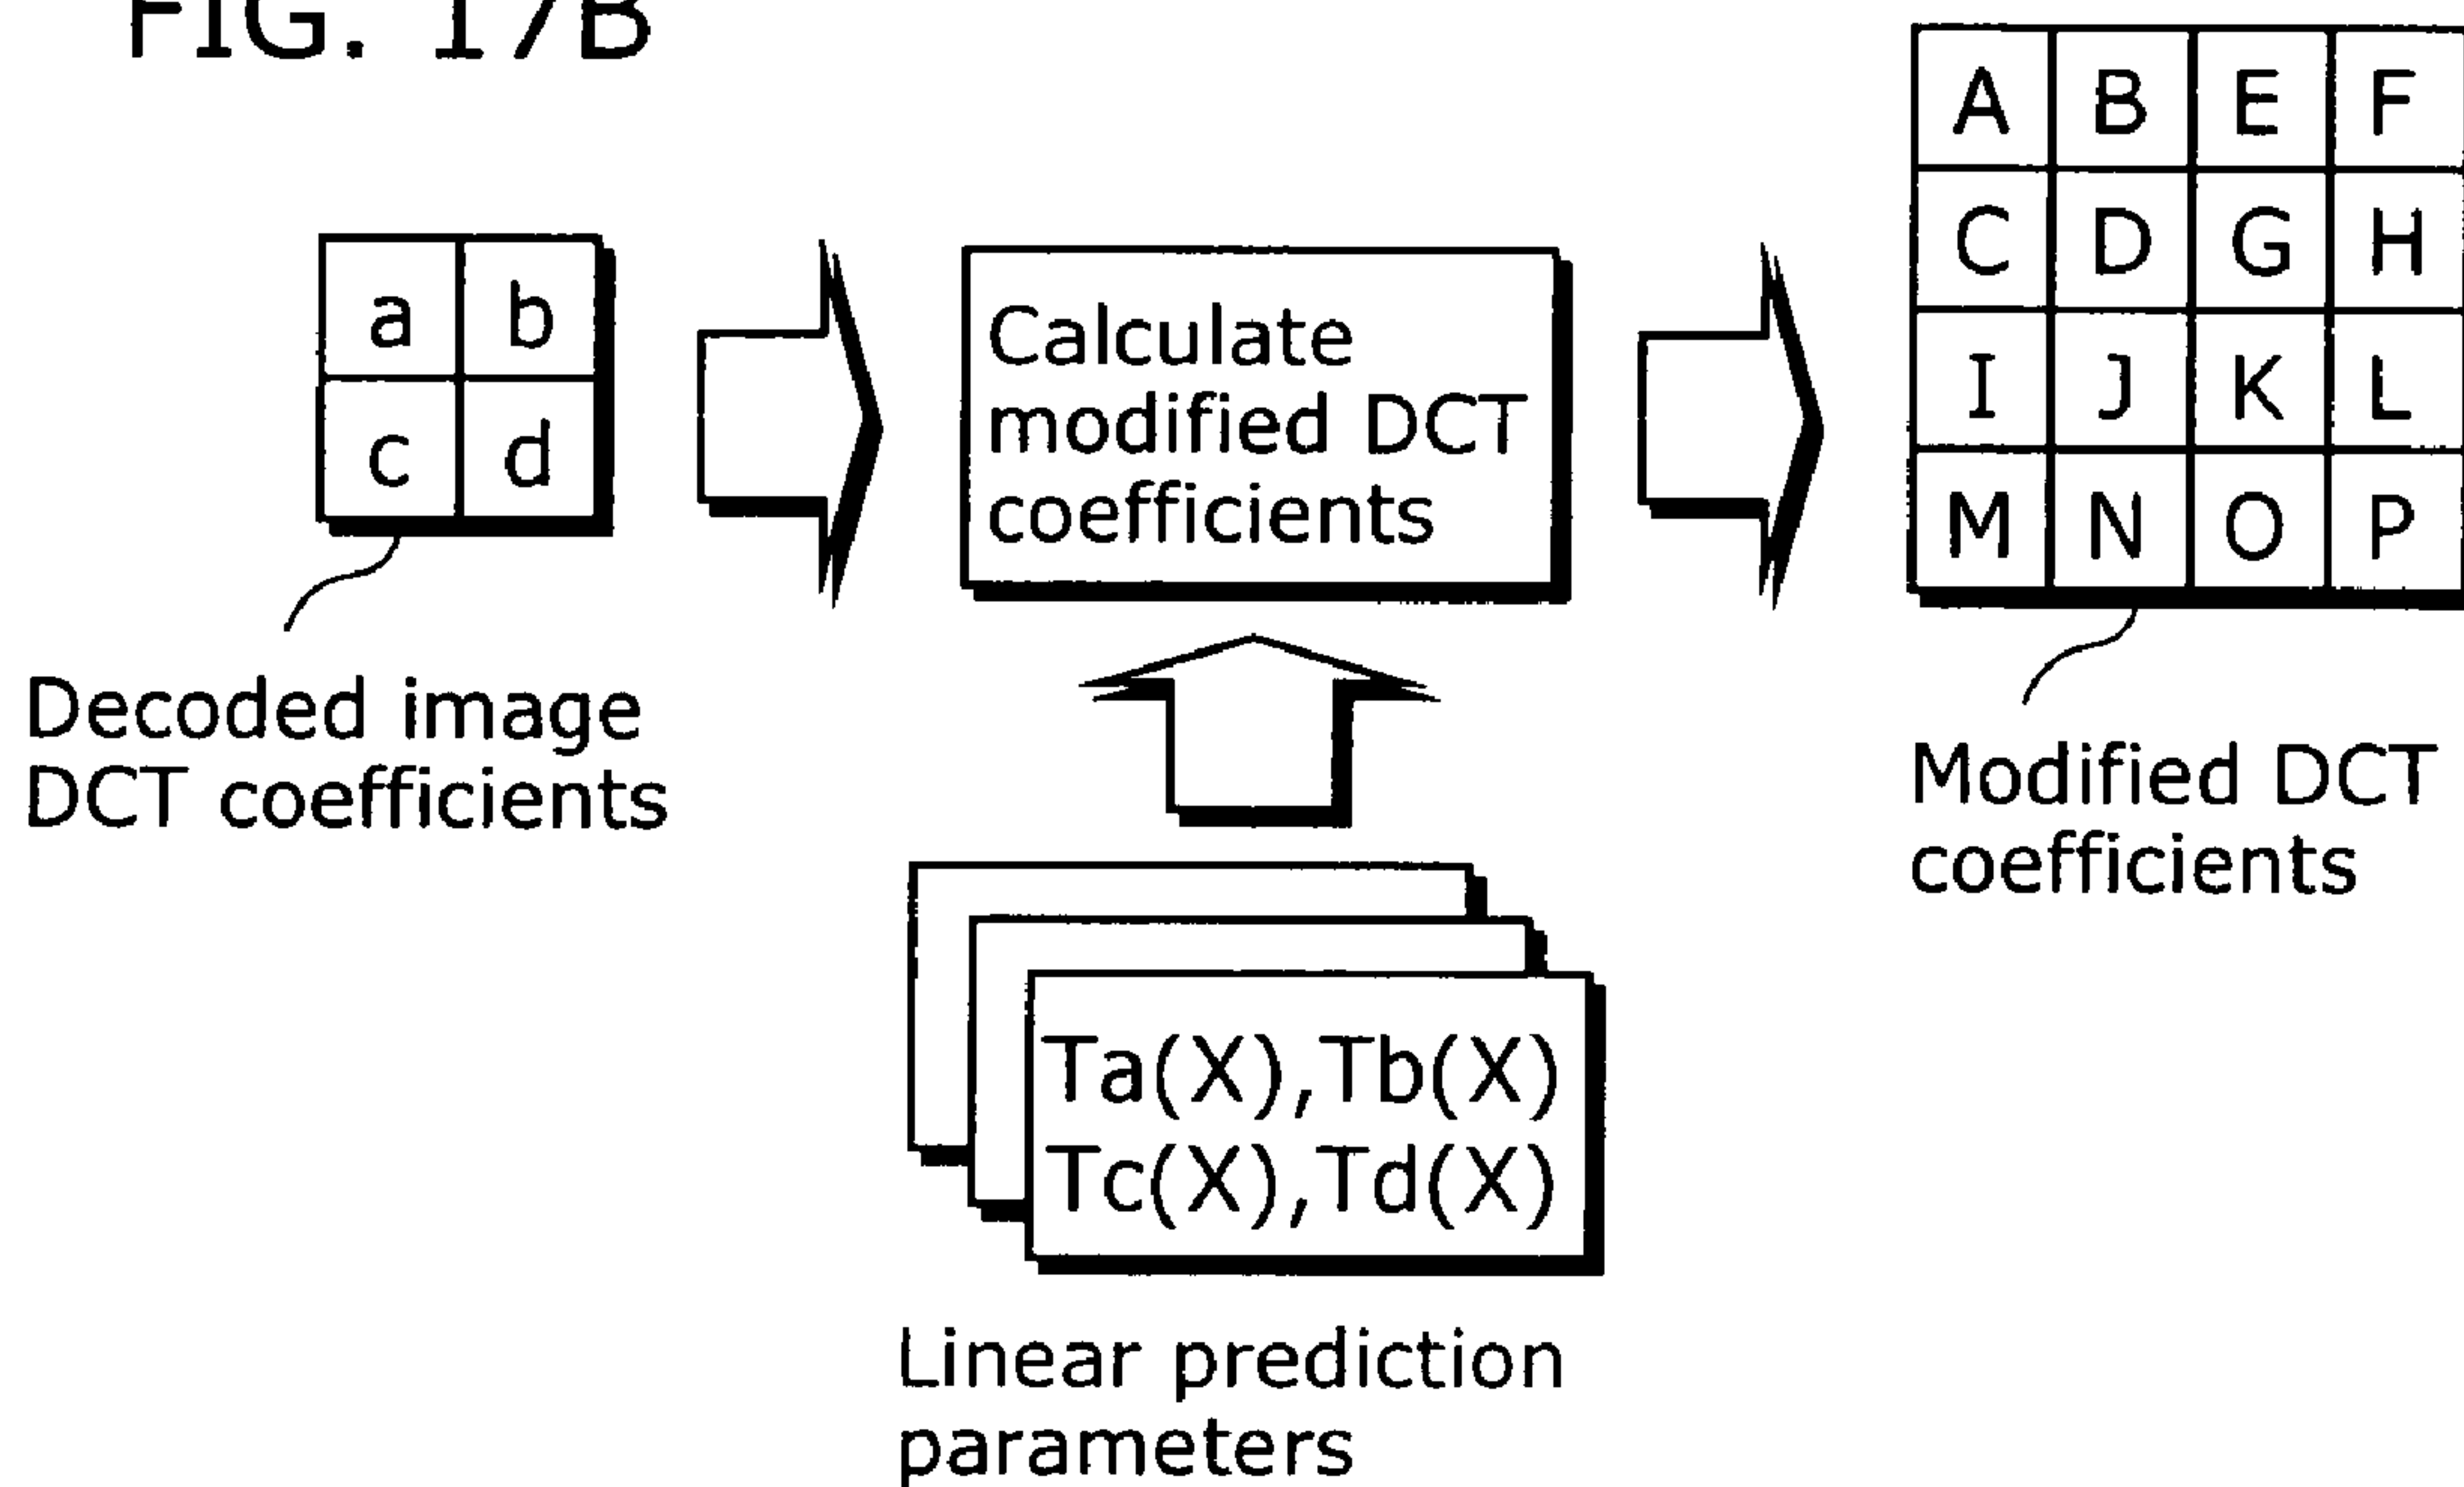 FIG. 17B
a b
c d
Decoded image
DCT coefficients
Calculate
modified DCT
coefficients
A B E F
C D G H
I J K L
M N O P
Modified DCT
coefficients
Ta(X),Tb(X)
Tc(X),Td(X)
Linear prediction
parameters